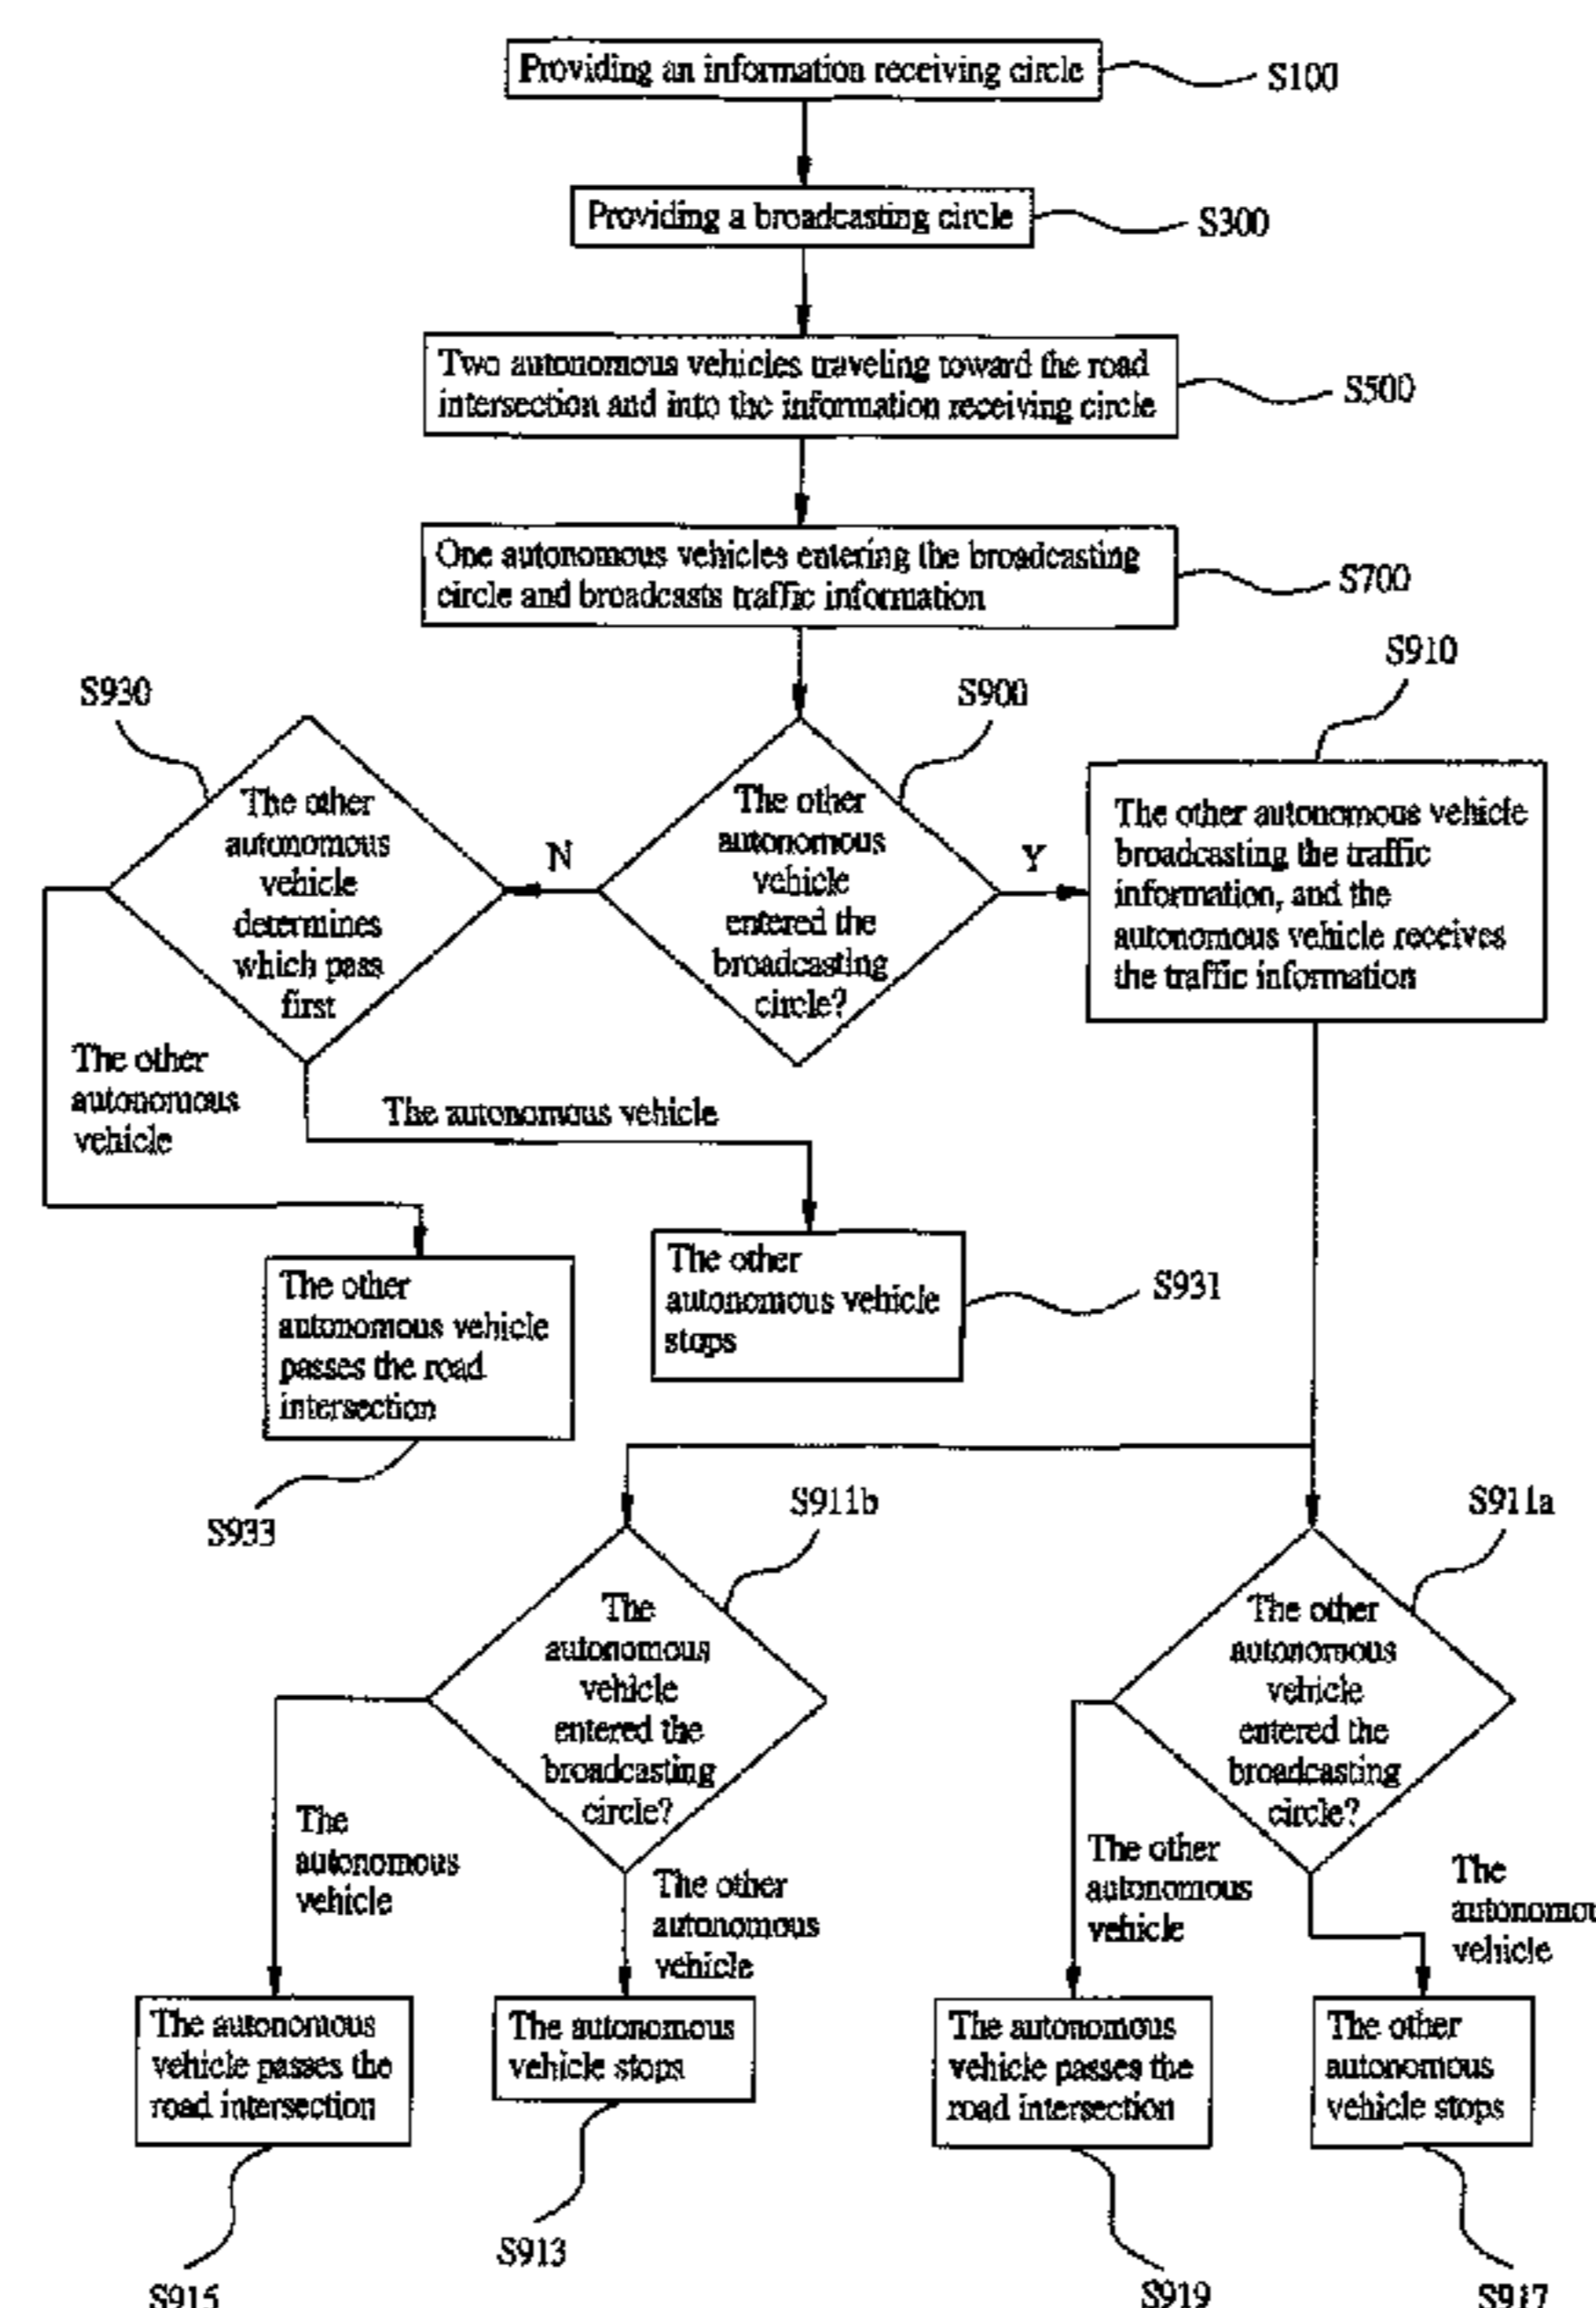 Providing an information receiving circle
S100
Providing a broadcasting circle
S300
Two autonomous vehicles traveling toward the road
intersection and into the information receiving circle
S500
One autonomous vehicles entering the broadcasting
circle and broadcasts traffic information
S700
S930
S900
S910
The other
autonomous
vehicle
determines
which pass
first
N
The other
autonomous
vehicle
entered the
broadcasting
circle?
Y
The other autonomous vehicle
broadcasting the traffic
information, and the
autonomous vehicle receives
the traffic information
The other
autonomous
vehicle
The autonomous vehicle
The other
autonomous vehicle
passes the road
intersection
S933
The other
autonomous vehicle
stops
S931
S911b
S911a
The
autonomous
vehicle
entered the
broadcasting
circle?
The other
autonomous
vehicle
entered the
broadcasting
circle?
The
autonomous
vehicle
The other
autonomous
vehicle
The other
autonomous
vehicle
The
autonomou
vehicle
The autonomous
vehicle passes the
road intersection
The autonomous
vehicle stops
The autonomous
vehicle passes the
road intersection
The other
autonomous
vehicle stops
S915
S913
S919
S917